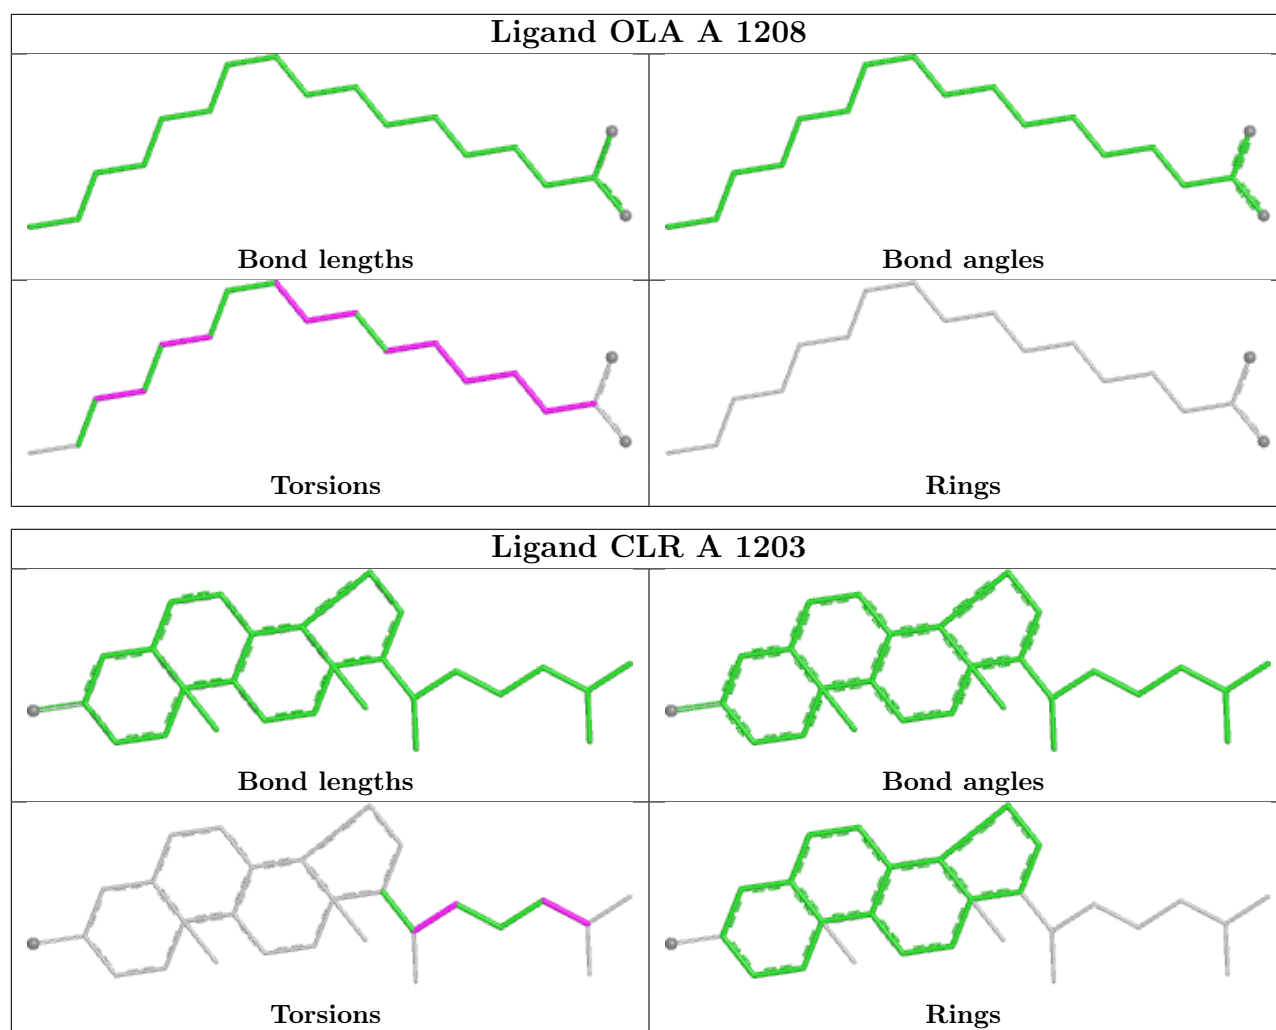 Ligand OLA A 1208
Bond lengths
Bond angles
Torsions
Rings
Ligand CLR A 1203
Bond lengths
Bond angles
Torsions
Rings